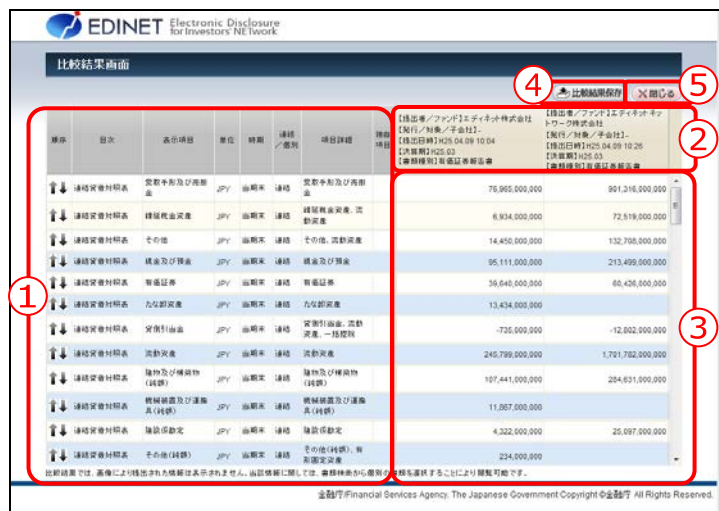 EDINET Electronic Disclosure
for Investors' NETwork
比較結果画面
④ 比較結果保存 ⑤ ×閉じる
順序 目次 表示項目 単位 時期 連結
／個別 項目詳細
【提出者／ファンド】エディネット株式会社
【発行／対象／子会社】-
【提出日時】H25.04.09 10:04
【決算期】H25.03
【書類種別】有価証券報告書
【提出者／ファンド】エディネットネッ
トワーク株式会社
【発行／対象／子会社】-
【提出日時】H25.04.09 10:26
【決算期】H25.03
【書類種別】有価証券報告書
②
連結貸借対照表 受取手形及び売掛
金 JPY 当期末 連結 受取手形及び売掛
金 76,965,000,000 901,316,000,000
連結貸借対照表 繰延税金資産 JPY 当期末 連結 繰延税金資産、流
動資産 6,934,000,000 72,519,000,000
連結貸借対照表 その他 JPY 当期末 連結 その他、流動資産 14,450,000,000 132,708,000,000
連結貸借対照表 現金及び預金 JPY 当期末 連結 現金及び預金 95,111,000,000 213,499,000,000
① 連結貸借対照表 有価証券 JPY 当期末 連結 有価証券 39,640,000,000 80,426,000,000
連結貸借対照表 たな卸資産 JPY 当期末 連結 たな卸資産 13,434,000,000
連結貸借対照表 貸倒引当金 JPY 当期末 連結 貸倒引当金、流動
資産、一括控除 -735,000,000 -12,002,000,000 ③
連結貸借対照表 流動資産 JPY 当期末 連結 流動資産 245,799,000,000 1,701,782,000,000
連結貸借対照表 建物及び構築物
(純額) JPY 当期末 連結 建物及び構築物
(純額) 107,441,000,000 284,631,000,000
連結貸借対照表 機械装置及び運搬
具(純額) JPY 当期末 連結 機械装置及び運搬
具(純額) 11,867,000,000
連結貸借対照表 建設仮勘定 JPY 当期末 連結 建設仮勘定 4,322,000,000 25,097,000,000
連結貸借対照表 その他(純額) JPY 当期末 連結 その他(純額)、有
形固定資産 234,000,000
比較結果では、画像により提出された情報は表示されません。当該情報に関しては、書類検索から個別の書類を選択することにより閲覧可能です。
金融庁/Financial Services Agency, The Japanese Government Copyright©金融庁 All Rights Reserved.